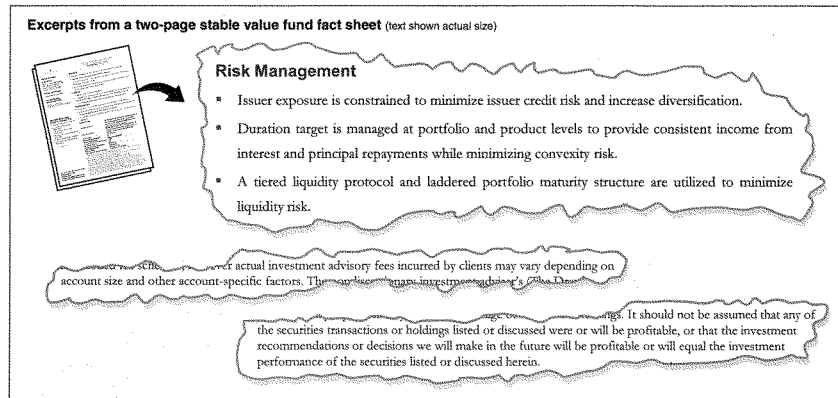 Excerpts from a two-page stable value fund fact sheet (text shown actual size)
Risk Management
▪ Issuer exposure is constrained to minimize issuer credit risk and increase diversification.
▪ Duration target is managed at portfolio and product levels to provide consistent income from
interest and principal repayments while minimizing convexity risk.
▪ A tiered liquidity protocol and laddered portfolio maturity structure are utilized to minimize
liquidity risk.
actual investment advisory fees incurred by clients may vary depending on
account size and other account-specific factors.
It should not be assumed that any of
the securities transactions or holdings listed or discussed were or will be profitable, or that the investment
recommendations or decisions we will make in the future will be profitable or will equal the investment
performance of the securities listed or discussed herein.